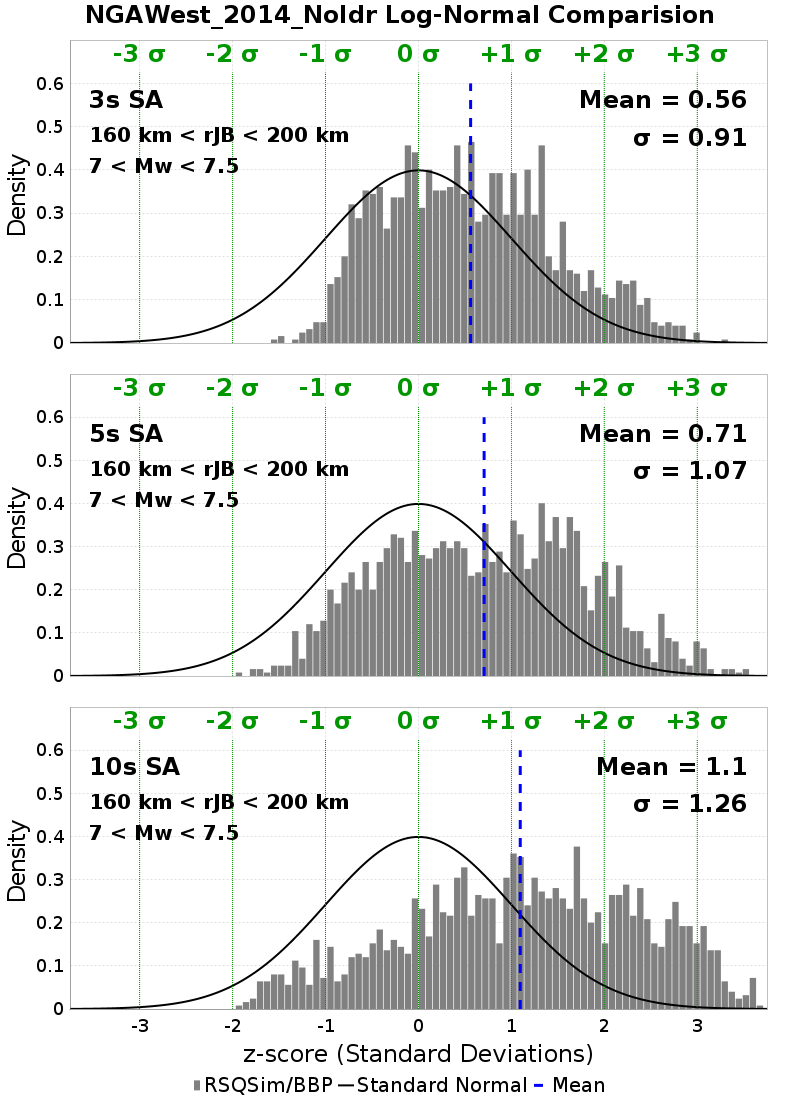 NGAWest_2014_NoIdr Log-Normal Comparision
-3 σ -2 σ -1 σ 0 σ +1 σ +2 σ +3 σ
0.6
3s SA Mean = 0.56
0.5
160 km < rJB < 200 km σ = 0.91
0.4
7 < Mw < 7.5
0.3
0.2
0.1
0
Density
-3 σ -2 σ -1 σ 0 σ +1 σ +2 σ +3 σ
0.6
5s SA Mean = 0.71
0.5
160 km < rJB < 200 km σ = 1.07
0.4
7 < Mw < 7.5
0.3
0.2
0.1
0
Density
-3 σ -2 σ -1 σ 0 σ +1 σ +2 σ +3 σ
0.6
10s SA Mean = 1.1
0.5
160 km < rJB < 200 km σ = 1.26
0.4
7 < Mw < 7.5
0.3
0.2
0.1
0
Density
-3 -2 -1 0 1 2 3
z-score (Standard Deviations)
RSQSim/BBP Standard Normal Mean